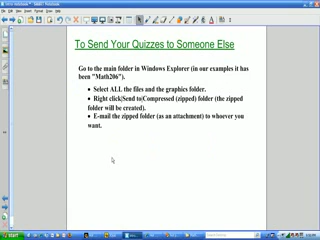 To Send Your Quizzes to Someone Else
Go to the main folder in Windows Explorer (in our examples it has
been "Math206").
• Select ALL the files and the graphics folder.
• Right click|Send to|Compressed (zipped) folder (the zipped
folder will be created).
• E-mail the zipped folder (as an attachment) to whoever you
want.
start